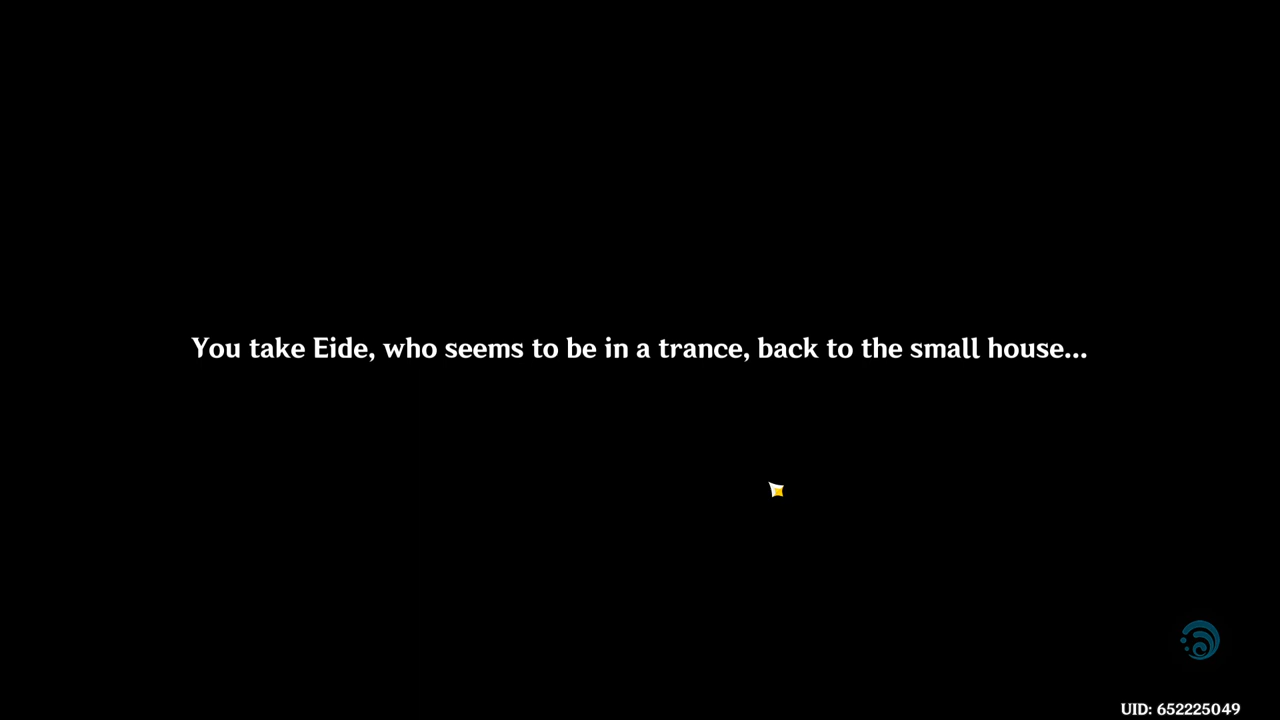 You take Eide, who seems to be in a trance, back to the small house...
UID: 652225049